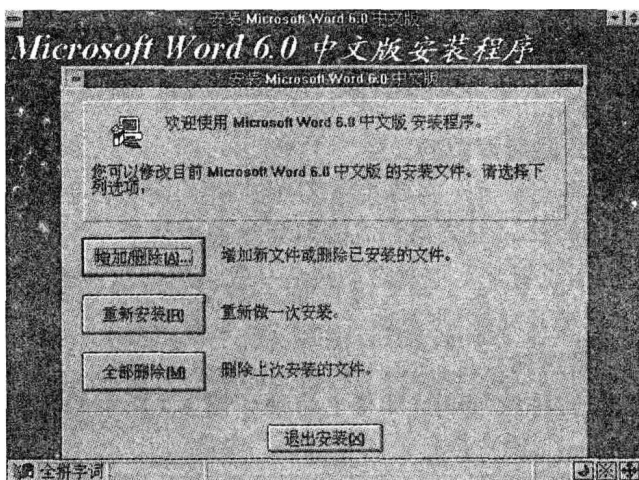 安装 Microsoft Word 6.0 中文版
Microsoft Word 6.0 中文版安装程序
安装 Microsoft Word 6.0 中文版
欢迎使用 Microsoft Word 6.0 中文版 安装程序。
您可以修改目前 Microsoft Word 6.0 中文版 的安装文件。请选择下
列选项：
增加/删除(A)...
增加新文件或删除已安装的文件。
重新安装(R)
重新做一次安装。
全部删除(M)
删除上次安装的文件。
退出安装(X)
全拼字词